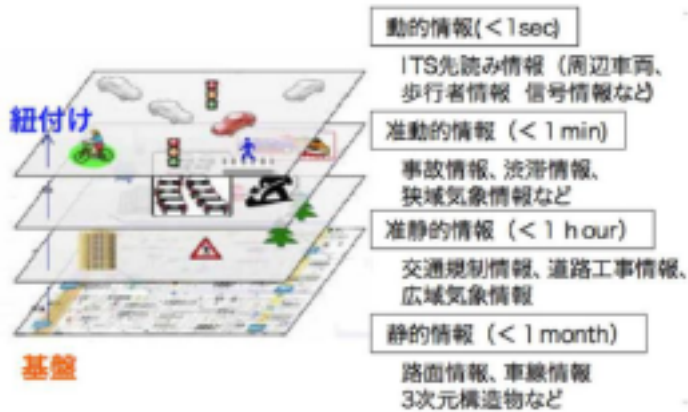 動的情報(<1sec)
ITS先読み情報（周辺車両、
歩行者情報 信号情報など）
紐付け
准動的情報（<1min)
事故情報、渋滞情報、
狭域気象情報など
准静的情報（<1hour）
交通規制情報、道路工事情報、
広域気象情報
静的情報（<1month）
基盤
路面情報、車線情報
3次元構造物など